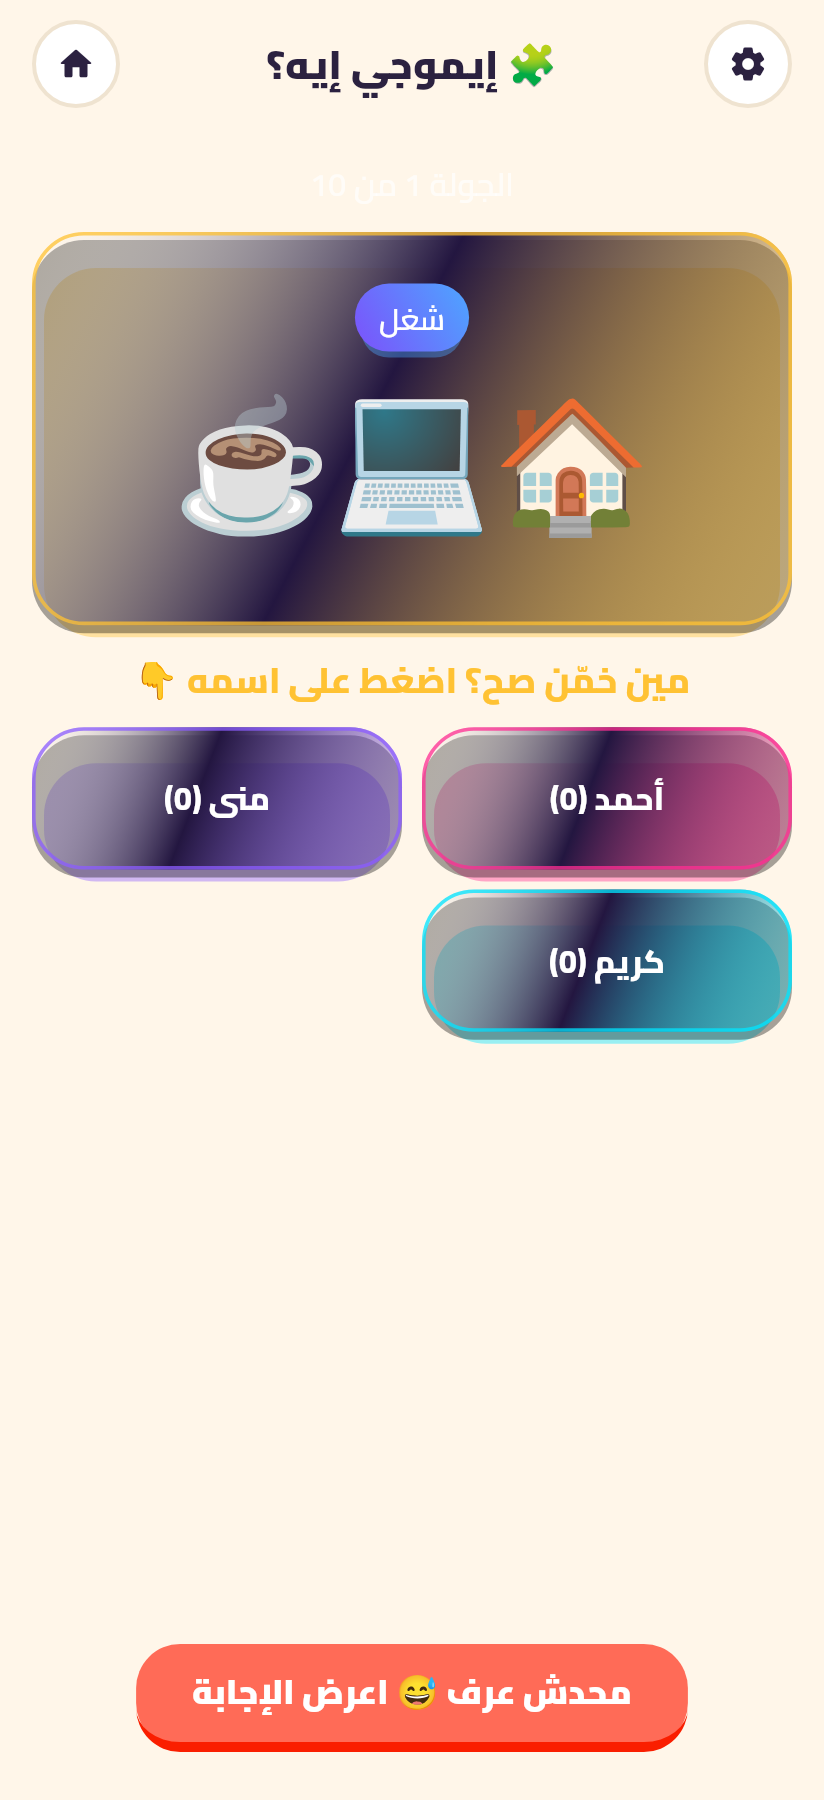 إيموجي إيه؟ 🧩
الجولة 1 من 10
شغل
مين خمّن صح؟ اضغط على اسمه 👇
أحمد (0)
منى (0)
كريم (0)
محدش عرف 😅 اعرض الإجابة